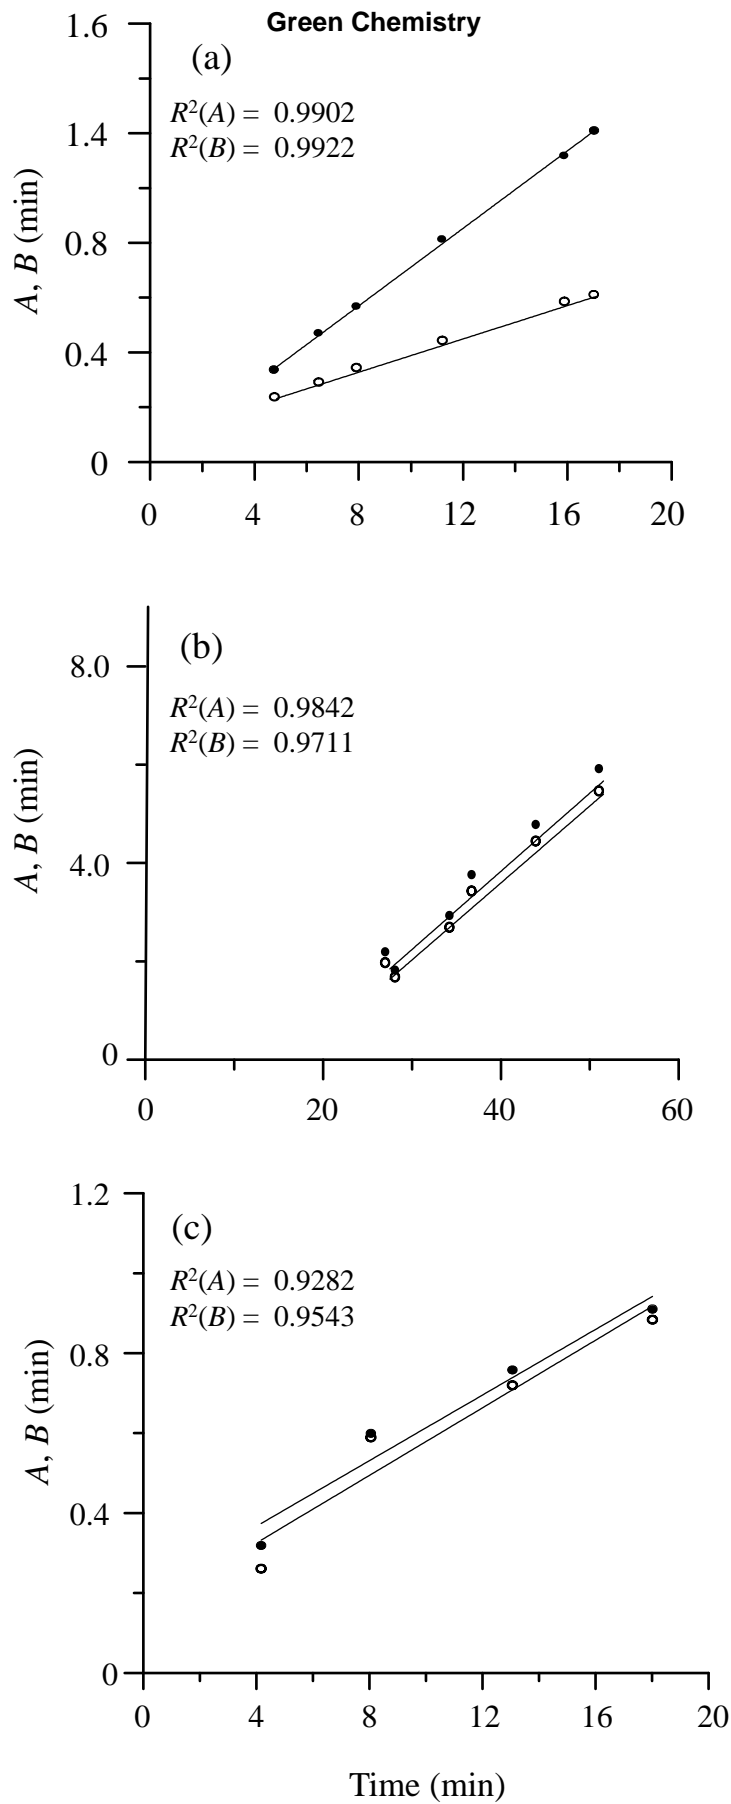 Green Chemistry
1.6
(a)
R²(A) = 0.9902
R²(B) = 0.9922
1.4
0.8
0.4
0
A, B (min)
0 4 8 12 16 20
(b)
8.0
R²(A) = 0.9842
R²(B) = 0.9711
4.0
0
A, B (min)
0 20 40 60
1.2
(c)
R²(A) = 0.9282
R²(B) = 0.9543
0.8
0.4
0
A, B (min)
0 4 8 12 16 20
Time (min)